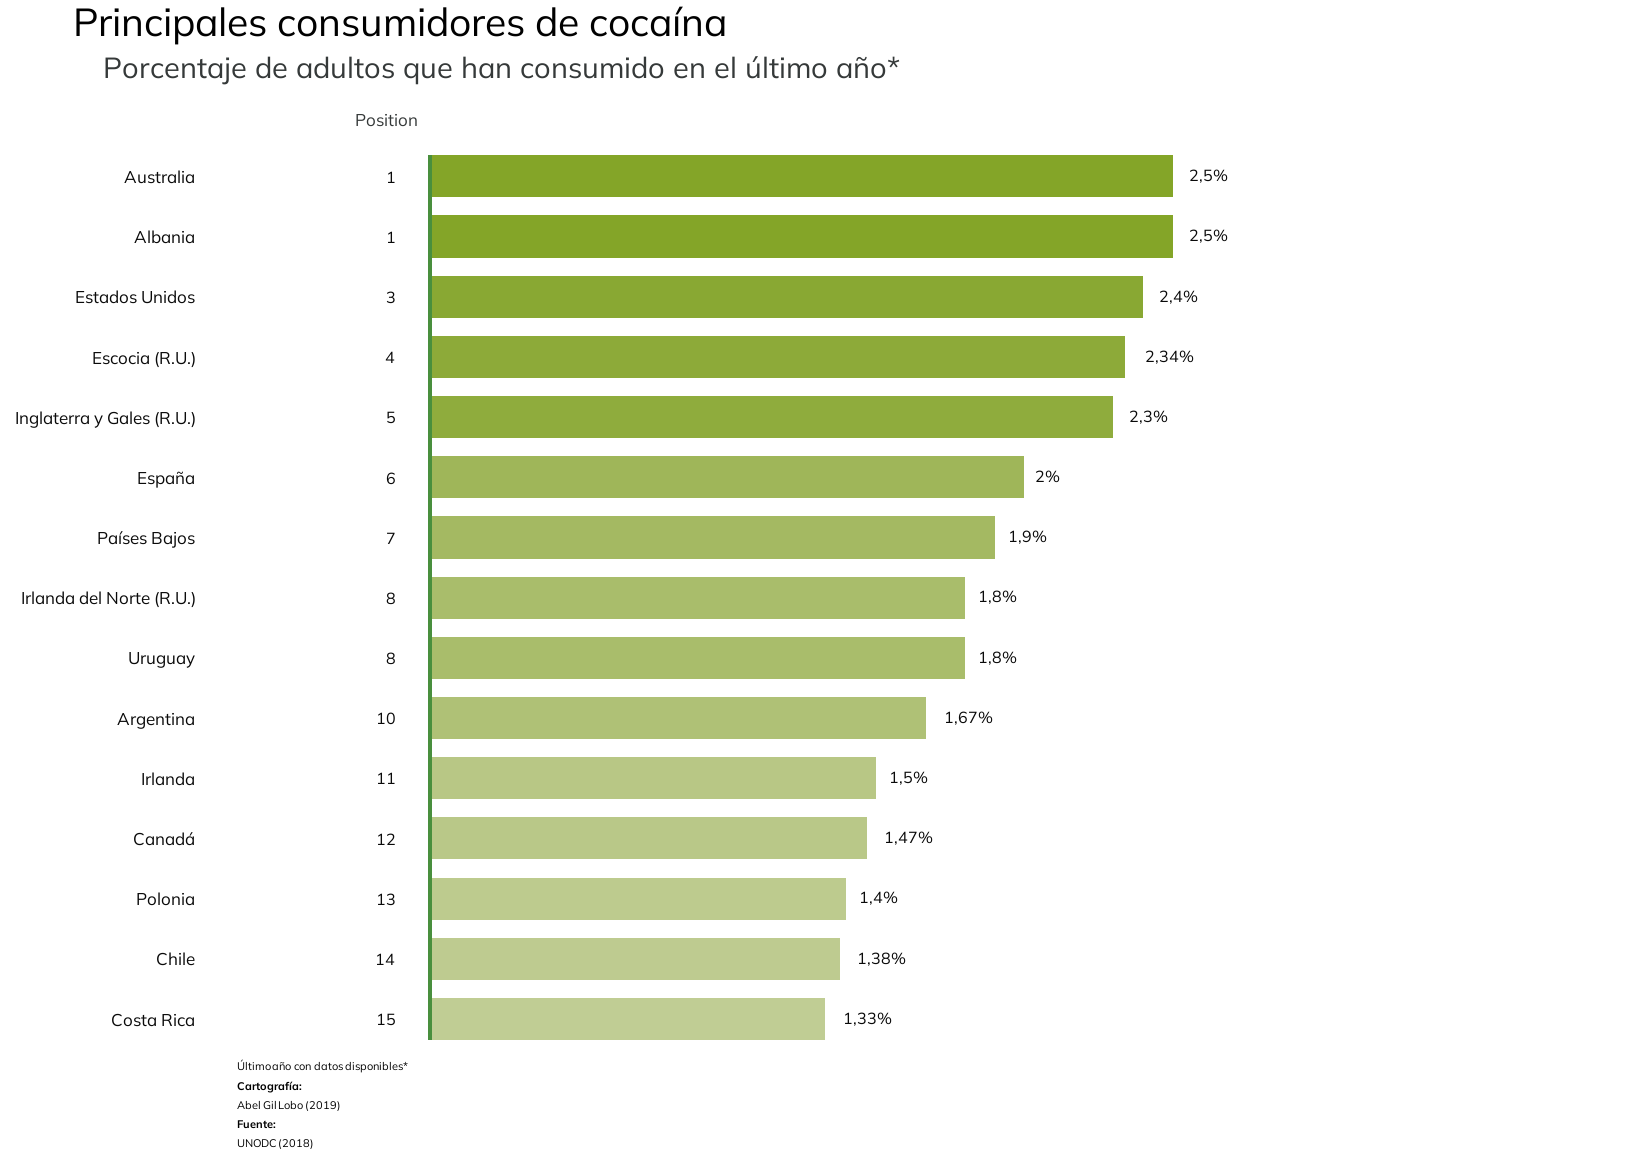 Principales consumidores de cocaína
Porcentaje de adultos que han consumido en el último año*
Position
Australia 1 2,5%
Albania 1 2,5%
Estados Unidos 3 2,4%
Escocia (R.U.) 4 2,34%
Inglaterra y Gales (R.U.) 5 2,3%
España 6 2%
Países Bajos 7 1,9%
Irlanda del Norte (R.U.) 8 1,8%
Uruguay 8 1,8%
Argentina 10 1,67%
Irlanda 11 1,5%
Canadá 12 1,47%
Polonia 13 1,4%
Chile 14 1,38%
Costa Rica 15 1,33%
Último año con datos disponibles*
Cartografía:
Abel Gil Lobo (2019)
Fuente:
UNODC (2018)